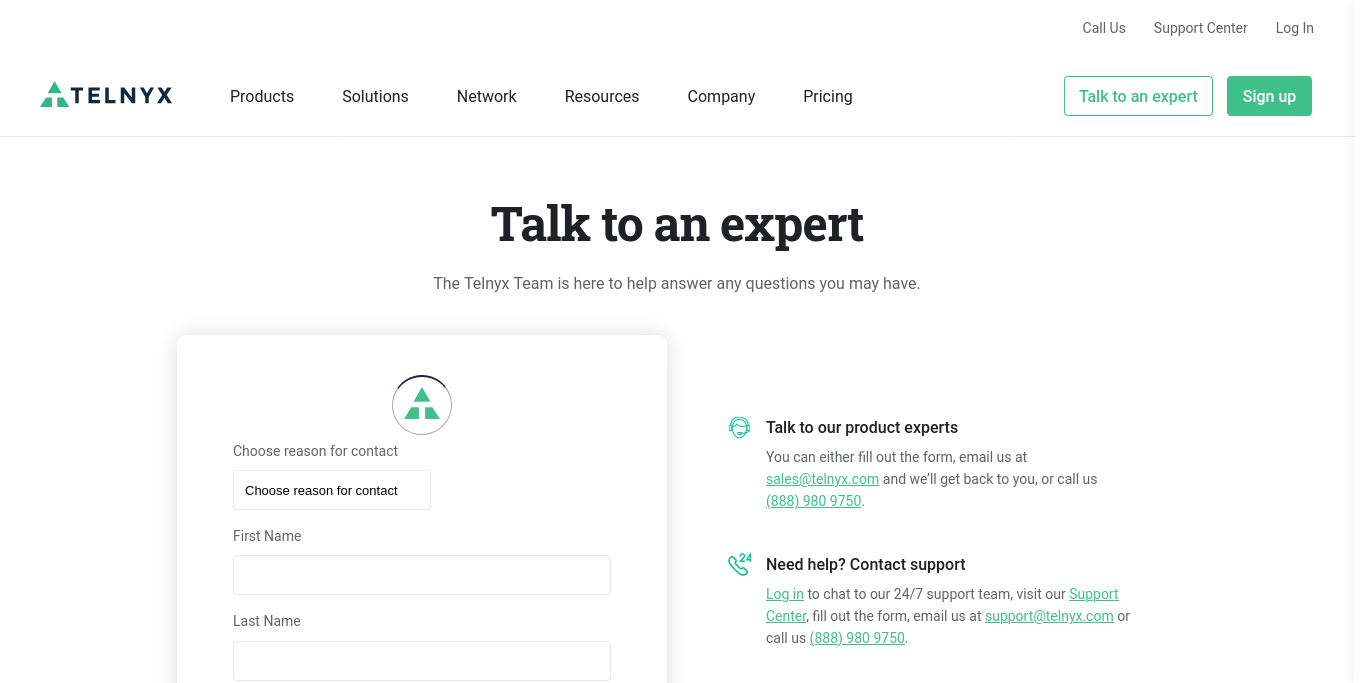 Call Us Support Center Log In
TELNYX Products Solutions Network Resources Company Pricing Talk to an expert Sign up
Talk to an expert
The Telnyx Team is here to help answer any questions you may have.
Choose reason for contact
Choose reason for contact
First Name
Last Name
Talk to our product experts
You can either fill out the form, email us at
sales@telnyx.com and we’ll get back to you, or call us
(888) 980 9750.
24
Need help? Contact support
Log in to chat to our 24/7 support team, visit our Support
Center, fill out the form, email us at support@telnyx.com or
call us (888) 980 9750.